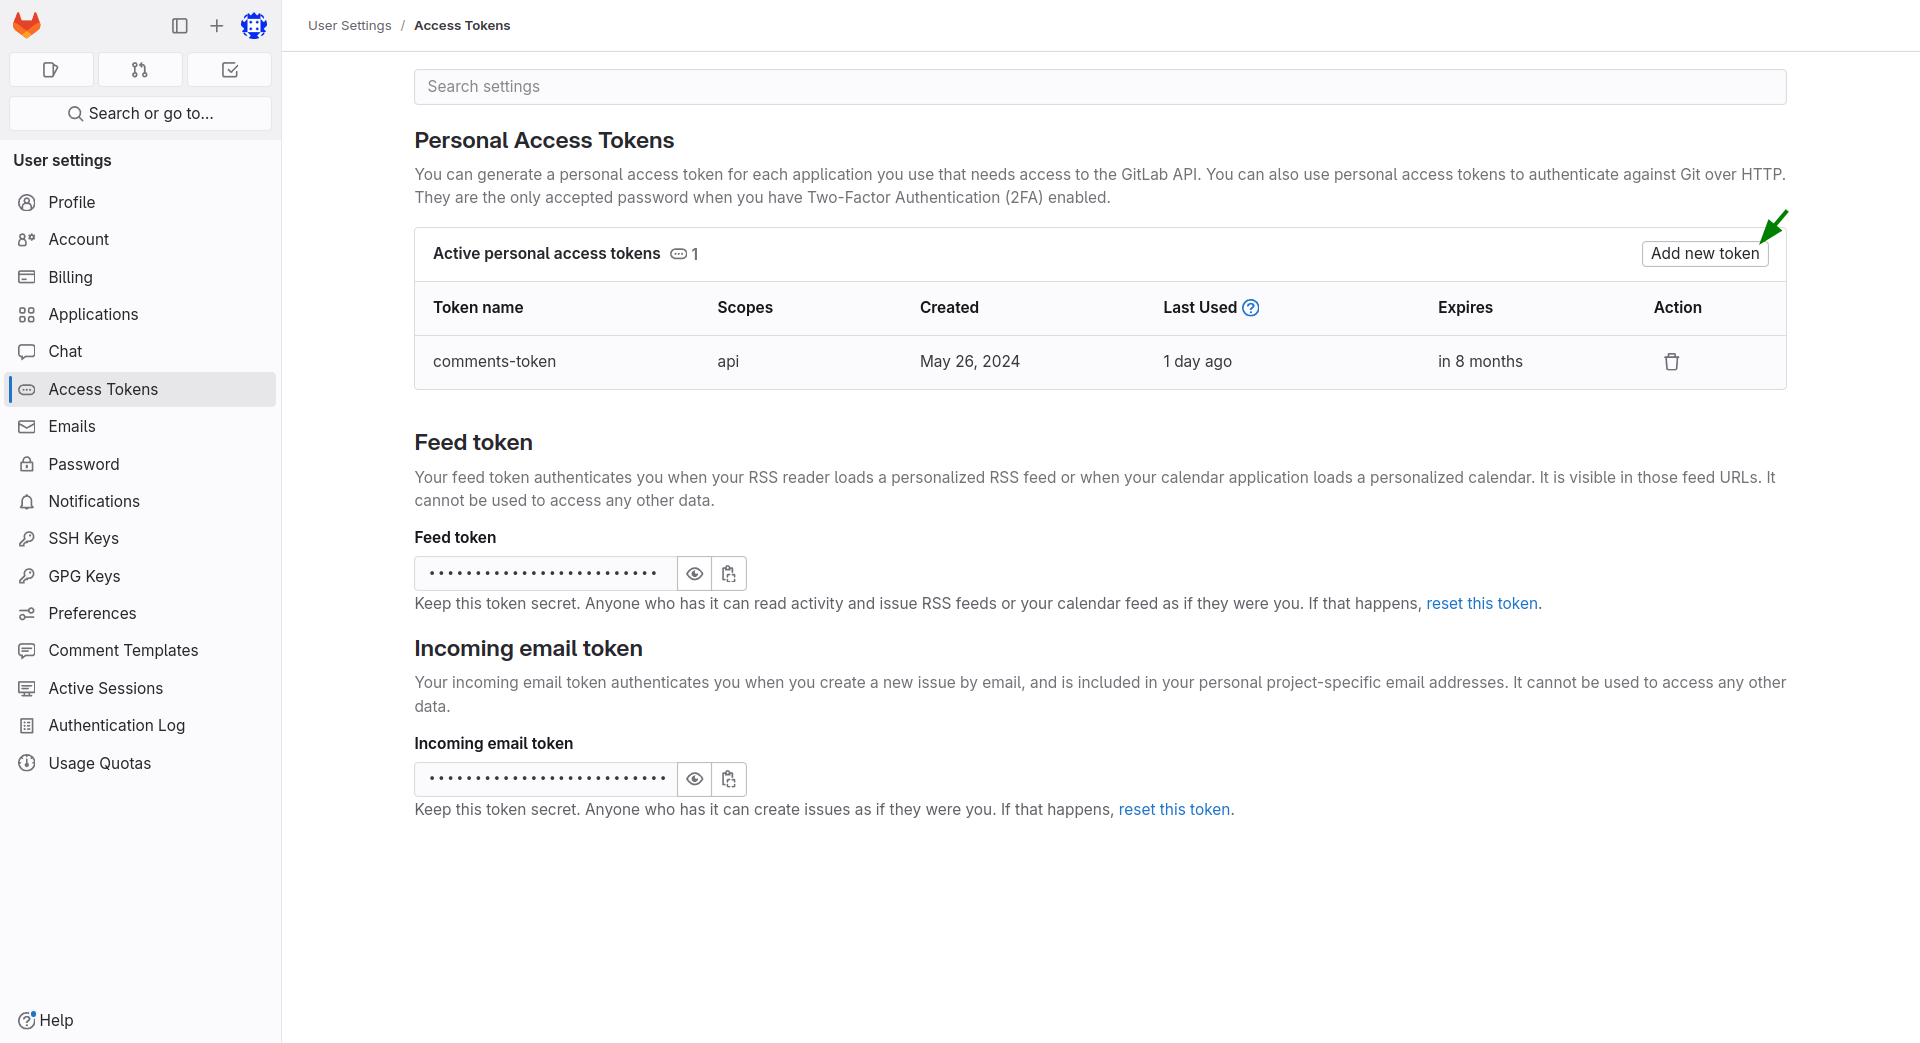 User Settings / Access Tokens
Search or go to...
User settings
Profile
Account
Billing
Applications
Chat
Access Tokens
Emails
Password
Notifications
SSH Keys
GPG Keys
Preferences
Comment Templates
Active Sessions
Authentication Log
Usage Quotas
Help
Search settings
Personal Access Tokens
You can generate a personal access token for each application you use that needs access to the GitLab API. You can also use personal access tokens to authenticate against Git over HTTP.
They are the only accepted password when you have Two-Factor Authentication (2FA) enabled.
Active personal access tokens 1
Add new token
Token name Scopes Created Last Used Expires Action
comments-token api May 26, 2024 1 day ago in 8 months
Feed token
Your feed token authenticates you when your RSS reader loads a personalized RSS feed or when your calendar application loads a personalized calendar. It is visible in those feed URLs. It
cannot be used to access any other data.
Feed token
Keep this token secret. Anyone who has it can read activity and issue RSS feeds or your calendar feed as if they were you. If that happens, reset this token.
Incoming email token
Your incoming email token authenticates you when you create a new issue by email, and is included in your personal project-specific email addresses. It cannot be used to access any other
data.
Incoming email token
Keep this token secret. Anyone who has it can create issues as if they were you. If that happens, reset this token.